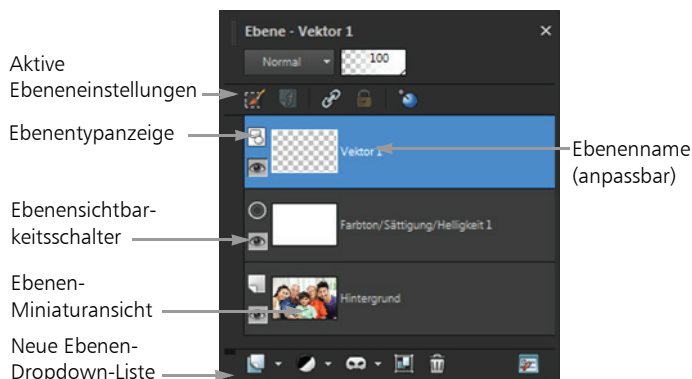 Ebene - Vektor 1
Normal
100
Aktive
Ebeneneinstellungen
Ebenentypanzeige
Vektor 1
Ebenenname
(anpassbar)
Ebenensichtbar-
keitsschalter
Farbton/Sättigung/Helligkeit 1
Ebenen-
Miniaturansicht
Hintergrund
Neue Ebenen-
Dropdown-Liste